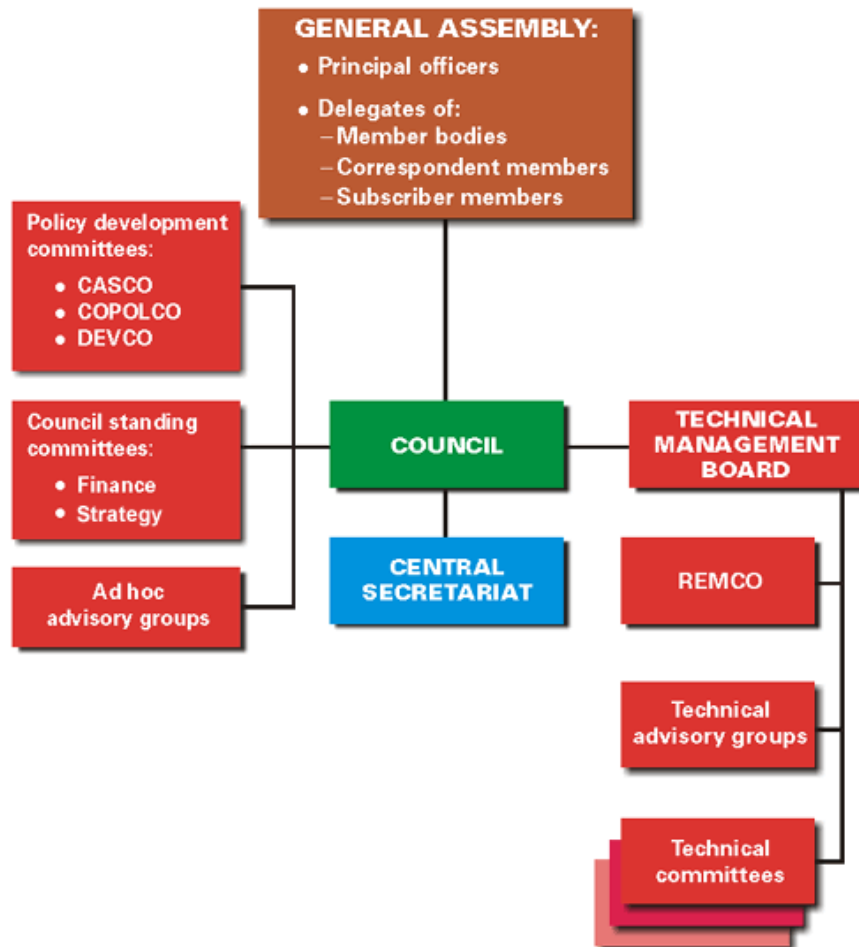 GENERAL ASSEMBLY:
• Principal officers
• Delegates of:
– Member bodies
– Correspondent members
– Subscriber members
Policy development
committees:
• CASCO
• COPOLCO
• DEVCO
Council standing
committees:
• Finance
• Strategy
Ad hoc
advisory groups
COUNCIL
CENTRAL
SECRETARIAT
TECHNICAL
MANAGEMENT
BOARD
REMCO
Technical
advisory groups
Technical
committees